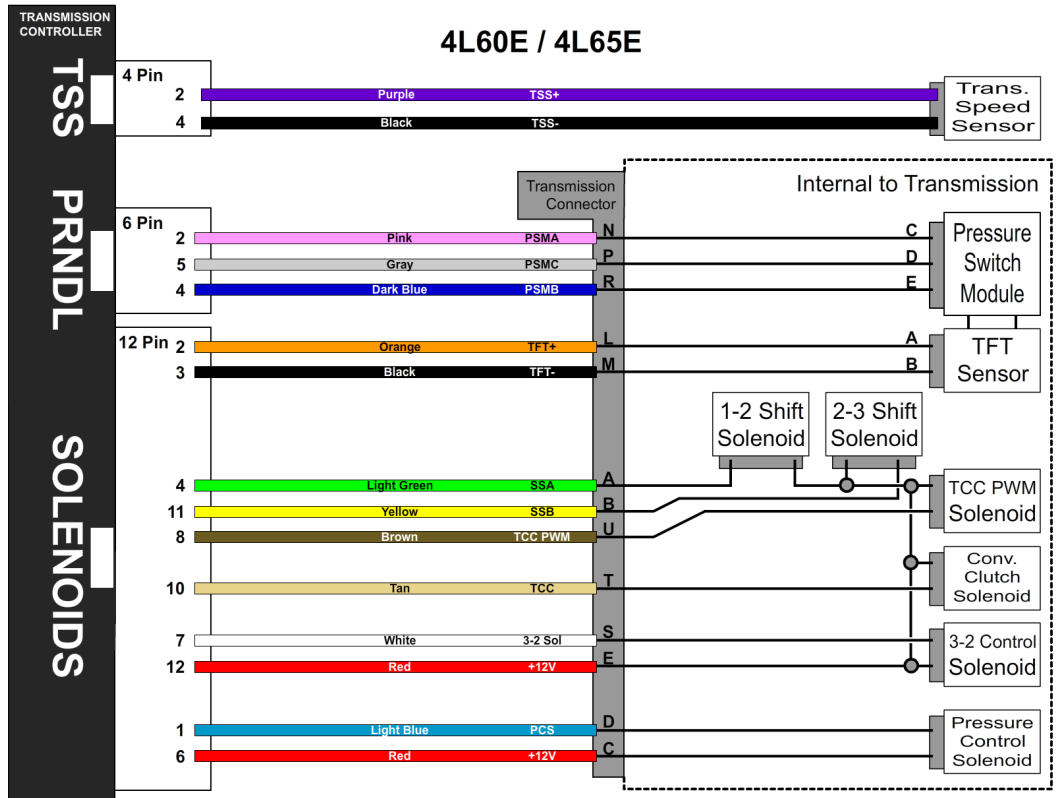 TRANSMISSION
CONTROLLER
4L60E / 4L65E
TSS
4 Pin
2 Purple TSS+
4 Black TSS-
Trans.
Speed
Sensor
Internal to Transmission
Transmission
Connector
PRNDL
6 Pin
2 Pink PSMA N C
5 Gray PSMC P D
4 Dark Blue PSMB R E
Pressure
Switch
Module
12 Pin
2 Orange TFT+ L A
3 Black TFT- M B
TFT
Sensor
1-2 Shift
Solenoid
2-3 Shift
Solenoid
SOLENOIDS
4 Light Green SSA A
11 Yellow SSB B
8 Brown TCC PWM U
TCC PWM
Solenoid
10 Tan TCC T
Conv.
Clutch
Solenoid
7 White 3-2 Sol S
12 Red +12V E
3-2 Control
Solenoid
1 Light Blue PCS D
6 Red +12V C
Pressure
Control
Solenoid